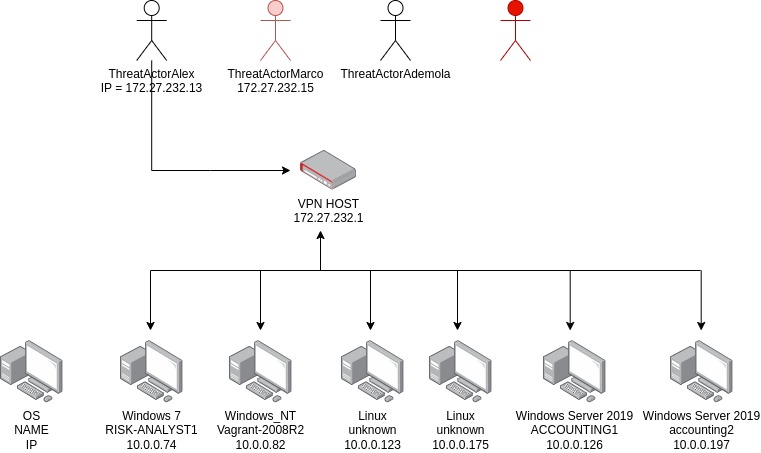 ThreatActorAlex
IP = 172.27.232.13
ThreatActorMarco
172.27.232.15
ThreatActorAdemola
VPN HOST
172.27.232.1
OS
NAME
IP
Windows 7
RISK-ANALYST1
10.0.0.74
Windows_NT
Vagrant-2008R2
10.0.0.82
Linux
unknown
10.0.0.123
Linux
unknown
10.0.0.175
Windows Server 2019
ACCOUNTING1
10.0.0.126
Windows Server 2019
accounting2
10.0.0.197